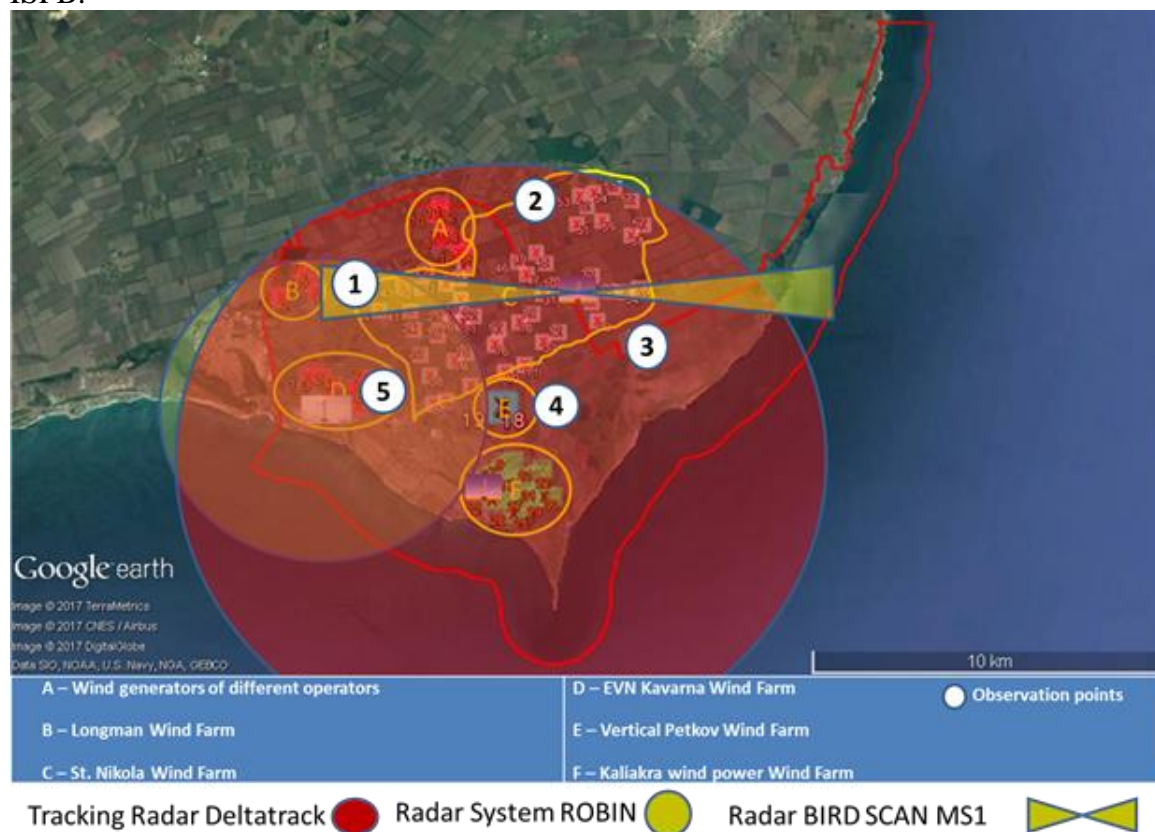 A
2
B
1
C
3
5
4
E
19 18
F
Google earth
Image © 2017 TerraMetrics
Image © 2017 CNES / Airbus
Image © 2017 DigitalGlobe
Data SIO, NOAA, U.S. Navy, NGA, GEBCO
10 km
A – Wind generators of different operators
B – Longman Wind Farm
C – St. Nikola Wind Farm
D – EVN Kavarna Wind Farm
E – Vertical Petkov Wind Farm
F – Kaliakra wind power Wind Farm
Observation points
Tracking Radar Deltatrack Radar System ROBIN Radar BIRD SCAN MS1